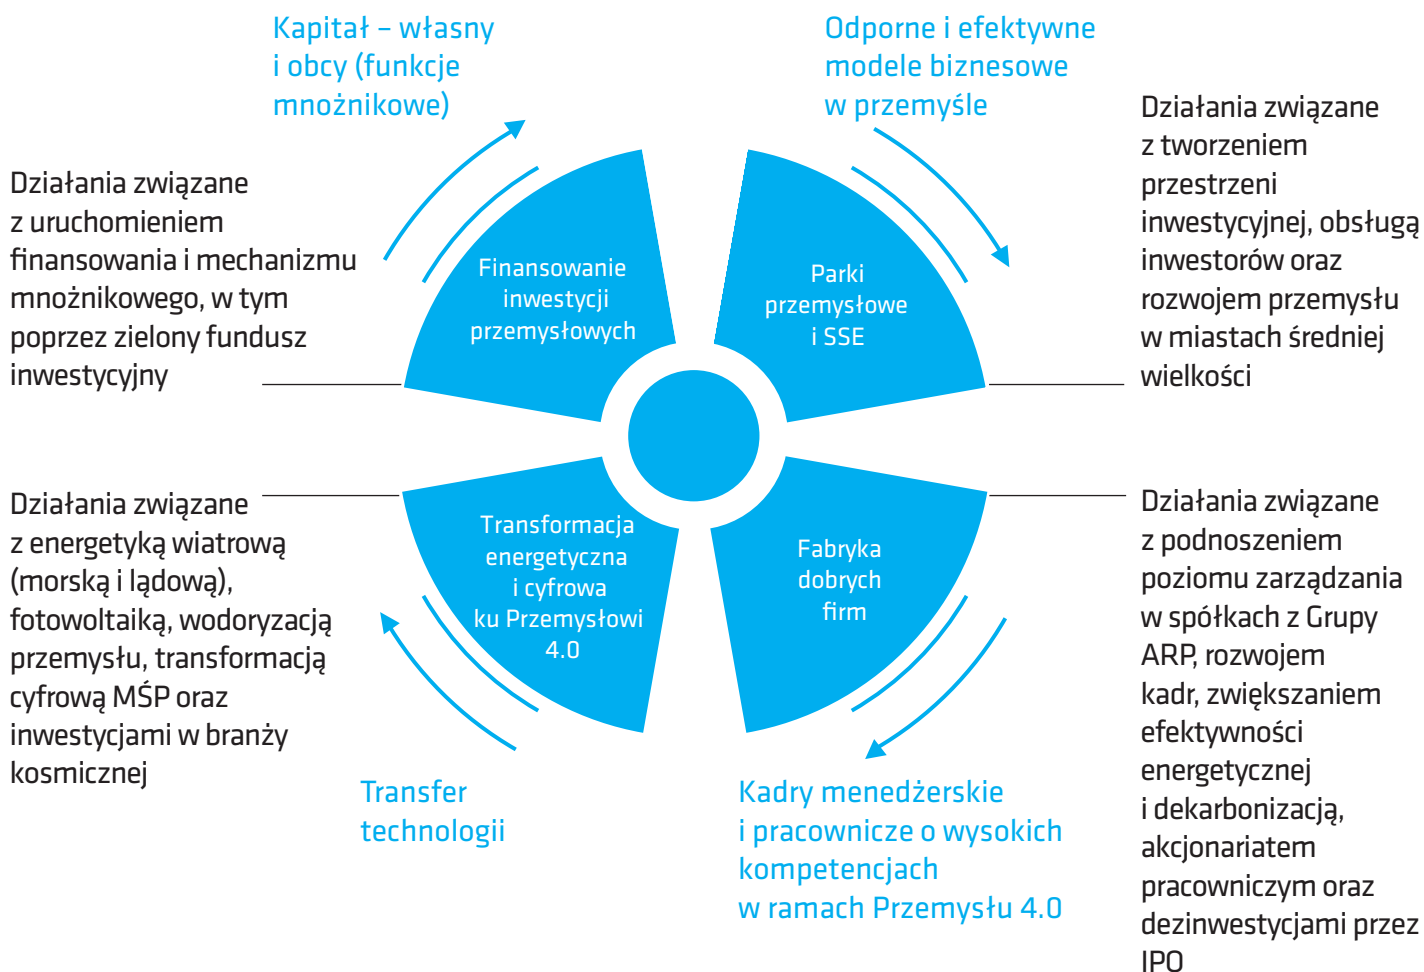 Kapitał – własny
i obcy (funkcje
mnożnikowe)
Odporne i efektywne
modele biznesowe
w przemyśle
Działania związane
z uruchomieniem
finansowania i mechanizmu
mnożnikowego, w tym
poprzez zielony fundusz
inwestycyjny
Finansowanie
inwestycji
przemysłowych
Parki
przemysłowe
i SSE
Działania związane
z tworzeniem
przestrzeni
inwestycyjnej, obsługą
inwestorów oraz
rozwojem przemysłu
w miastach średniej
wielkości
Działania związane
z energetyką wiatrową
(morską i lądową),
fotowoltaiką, wodoryzacją
przemysłu, transformacją
cyfrową MŚP oraz
inwestycjami w branży
kosmicznej
Transformacja
energetyczna
i cyfrowa
ku Przemysłowi
4.0
Fabryka
dobrych
firm
Działania związane
z podnoszeniem
poziomu zarządzania
w spółkach z Grupy
ARP, rozwojem
kadr, zwiększaniem
efektywności
energetycznej
i dekarbonizacją,
akcjonariatem
pracowniczym oraz
dezinwestycjami przez
IPO
Transfer
technologii
Kadry menedżerskie
i pracownicze o wysokich
kompetencjach
w ramach Przemysłu 4.0